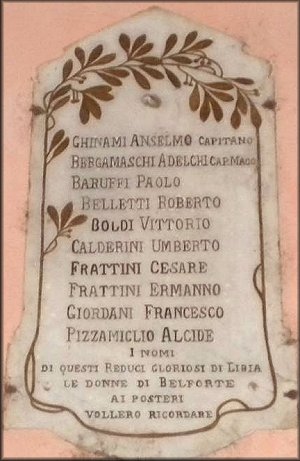 GHINAMI ANSELMO CAPITANO
BERGAMASCHI ADELCHI CAP. MAGG
BARUFFI PAOLO
BELLETTI ROBERTO
BOLDI VITTORIO
CALDERINI UMBERTO
FRATTINI CESARE
FRATTINI ERMANNO
GIORDANI FRANCESCO
PIZZAMIGLIO ALCIDE
I NOMI
DI QUESTI REDUCI GLORIOSI DI LIBIA
LE DONNE DI BELFORTE
AI POSTERI
VOLLERO RICORDARE